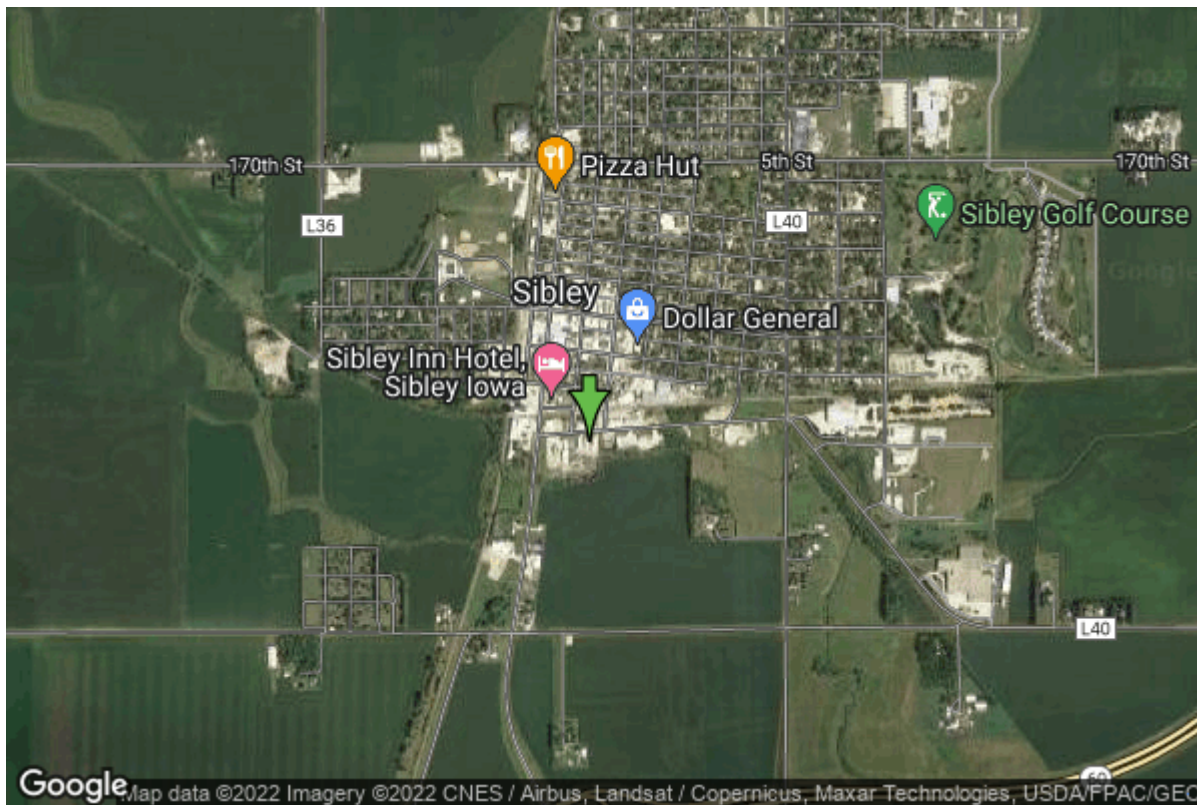 170th St
Pizza Hut
5th St
170th St
L36
L40
Sibley Golf Course
Sibley
Dollar General
Sibley Inn Hotel,
Sibley Iowa
L40
60
Google
Map data ©2022 Imagery ©2022 CNES / Airbus, Landsat / Copernicus, Maxar Technologies, USDA/FPAC/GEO